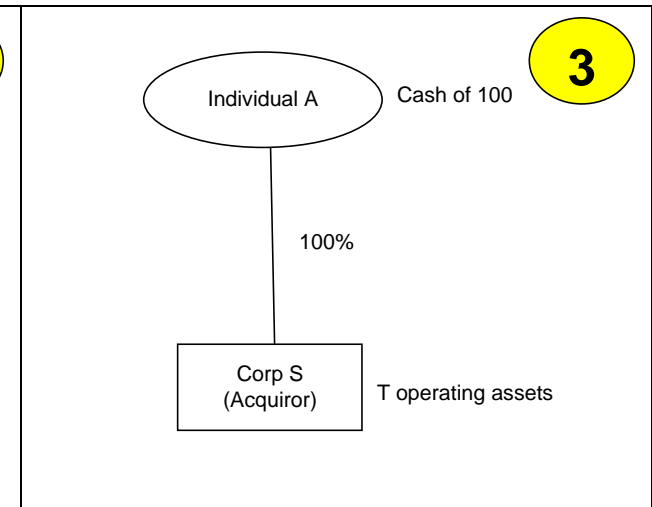 3
Individual A
Cash of 100
100%
Corp S
(Acquiror)
T operating assets